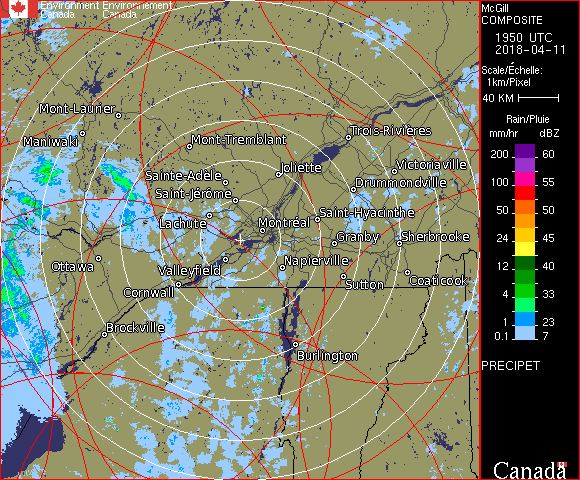 Environment Environnement
Canada Canada
McGill
COMPOSITE
1950 UTC
2018-04-11
Scale/Échelle:
1km/Pixel
40 KM
Rain/Pluie
mm/hr dBZ
200 60
100 55
50 50
24 45
12 40
4 33
1 23
0.1 7
PRECIPET
Canada
Mont-Laurier
Maniwaki
Mont-Tremblant
Trois-Rivières
Joliette
Victoriaville
Sainte-Adèle
Drummondville
Saint-Jérôme
Lachute
Saint-Hyacinthe
Montréal
Granby
Sherbrooke
Ottawa
Valleyfield
Napierville
Cornwall
Sutton
Coaticook
Brockville
Burlington